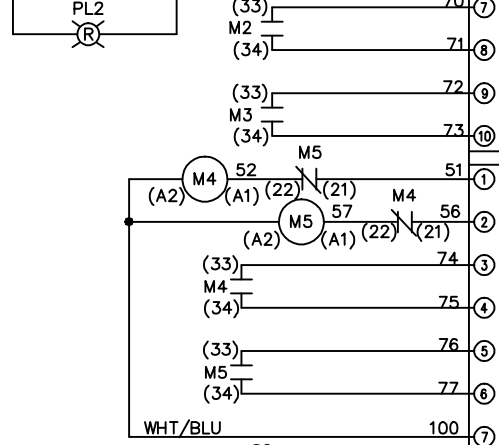 PL2
R
(33) 70 7
M2
(34) 71 8
(33) 72 9
M3
(34) 73 10
M5
M4 52 51 1
(A2) (A1) (22) (21)
M4
M5 57 56 2
(A2) (A1) (22) (21)
(33) 74 3
M4
(34) 75 4
(33) 76 5
M5
(34) 77 6
WHT/BLU 100 7